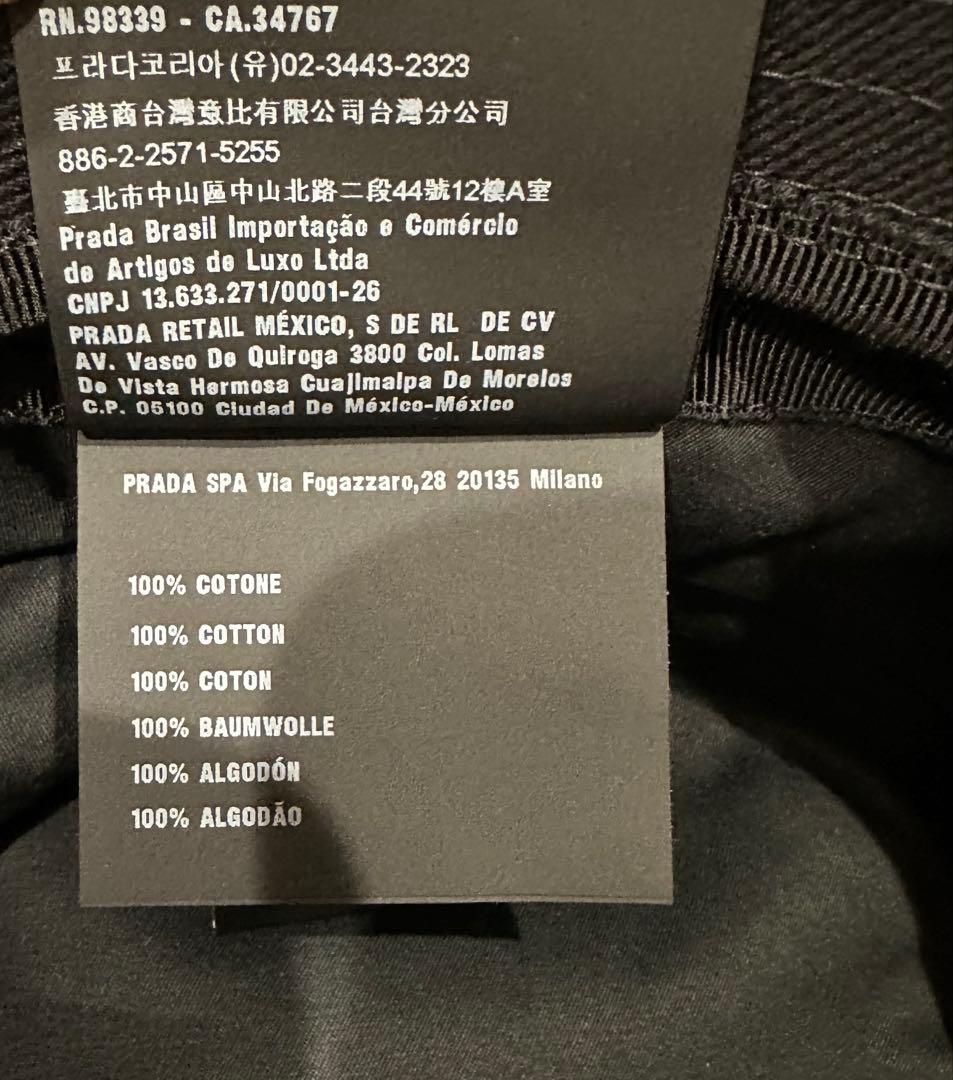 RN.98339 - CA.34767
프라다코리아(유)02-3443-2323
香港商台灣意比有限公司台灣分公司
886-2-2571-5255
臺北市中山區中山北路二段44號12樓A室
Prada Brasil Importação e Comércio
de Artigos de Luxo Ltda
CNPJ 13.633.271/0001-26
PRADA RETAIL MÉXICO, S DE RL DE CV
AV. Vasco De Quiroga 3800 Col. Lomas
De Vista Hermosa Cuajimalpa De Morelos
C.P. 05100 Ciudad De México-México
PRADA SPA Via Fogazzaro,28 20135 Milano
100% COTONE
100% COTTON
100% COTON
100% BAUMWOLLE
100% ALGODÓN
100% ALGODÃO